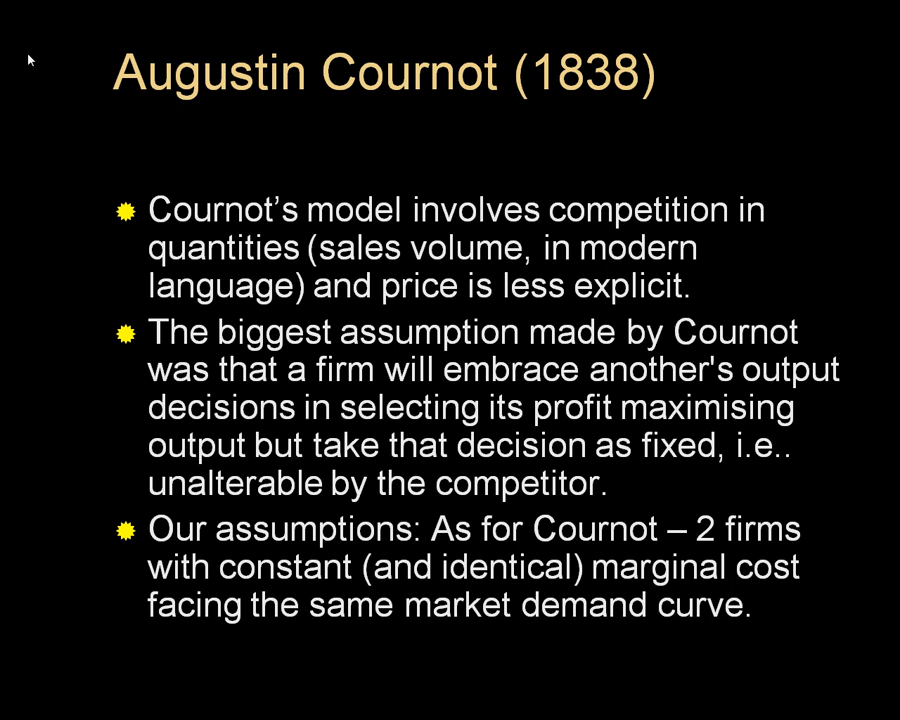 Augustin Cournot (1838)
Cournot’s model involves competition in
quantities (sales volume, in modern
language) and price is less explicit.
The biggest assumption made by Cournot
was that a firm will embrace another's output
decisions in selecting its profit maximising
output but take that decision as fixed, i.e..
unalterable by the competitor.
Our assumptions: As for Cournot – 2 firms
with constant (and identical) marginal cost
facing the same market demand curve.